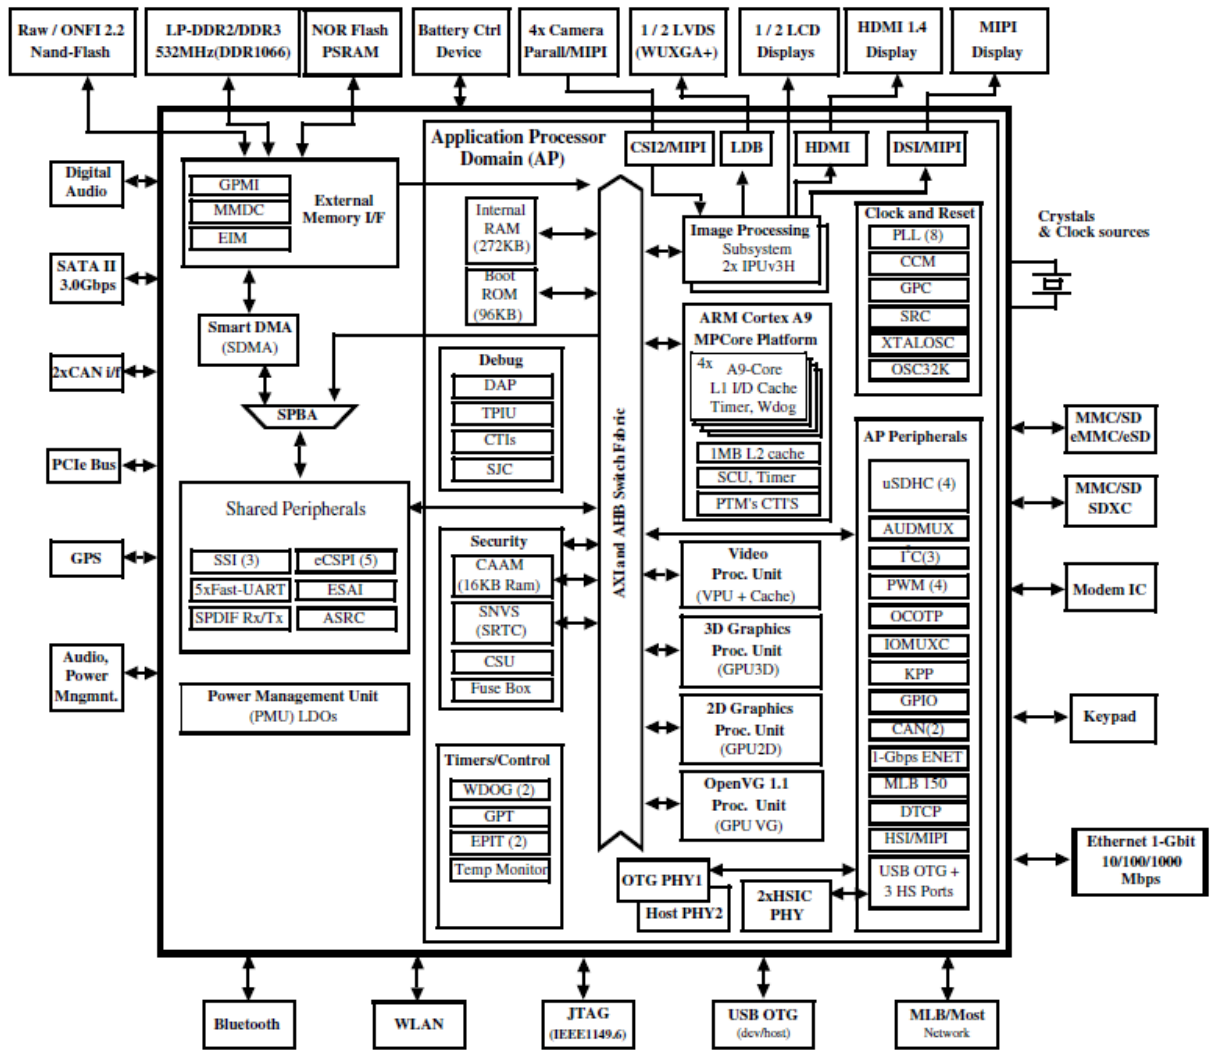 Raw / ONFI 2.2
Nand-Flash
LP-DDR2/DDR3
532MHz(DDR1066)
NOR Flash
PSRAM
Battery Ctrl
Device
4x Camera
Parall/MIPI
1 / 2 LVDS
(WUXGA+)
1 / 2 LCD
Displays
HDMI 1.4
Display
MIPI
Display
Digital
Audio
SATA II
3.0Gbps
2xCAN i/f
PCIe Bus
GPS
Audio,
Power
Mngmnt.
GPMI
MMDC
EIM
External
Memory I/F
Smart DMA
(SDMA)
SPBA
Shared Peripherals
SSI (3)
eCSPI (5)
5xFast-UART
ESAI
SPDIF Rx/Tx
ASRC
Power Management Unit
(PMU) LDOs
Application Processor
Domain (AP)
Internal
RAM
(272KB)
Boot
ROM
(96KB)
Debug
DAP
TPIU
CTIs
SJC
Security
CAAM
(16KB Ram)
SNVS
(SRTC)
CSU
Fuse Box
Timers/Control
WDOG (2)
GPT
EPIT (2)
Temp Monitor
AXI and AHB Switch Fabric
CSI2/MIPI
LDB
HDMI
DSI/MIPI
Image Processing
Subsystem
2x IPUv3H
ARM Cortex A9
MPCore Platform
4x
A9-Core
L1 I/D Cache
Timer, Wdog
1MB L2 cache
SCU, Timer
PTM's CTI'S
Video
Proc. Unit
(VPU + Cache)
3D Graphics
Proc. Unit
(GPU3D)
2D Graphics
Proc. Unit
(GPU2D)
OpenVG 1.1
Proc. Unit
(GPU VG)
OTG PHY1
Host PHY2
2xHSIC
PHY
Clock and Reset
PLL (8)
CCM
GPC
SRC
XTALOSC
OSC32K
AP Peripherals
uSDHC (4)
AUDMUX
I²C(3)
PWM (4)
OCOTP
IOMUXC
KPP
GPIO
CAN(2)
1-Gbps ENET
MLB 150
DTCP
HSI/MIPI
USB OTG +
3 HS Ports
Crystals
& Clock sources
MMC/SD
eMMC/eSD
MMC/SD
SDXC
Modem IC
Keypad
Ethernet 1-Gbit
10/100/1000
Mbps
Bluetooth
WLAN
JTAG
(IEEE1149.6)
USB OTG
(dev/host)
MLB/Most
Network